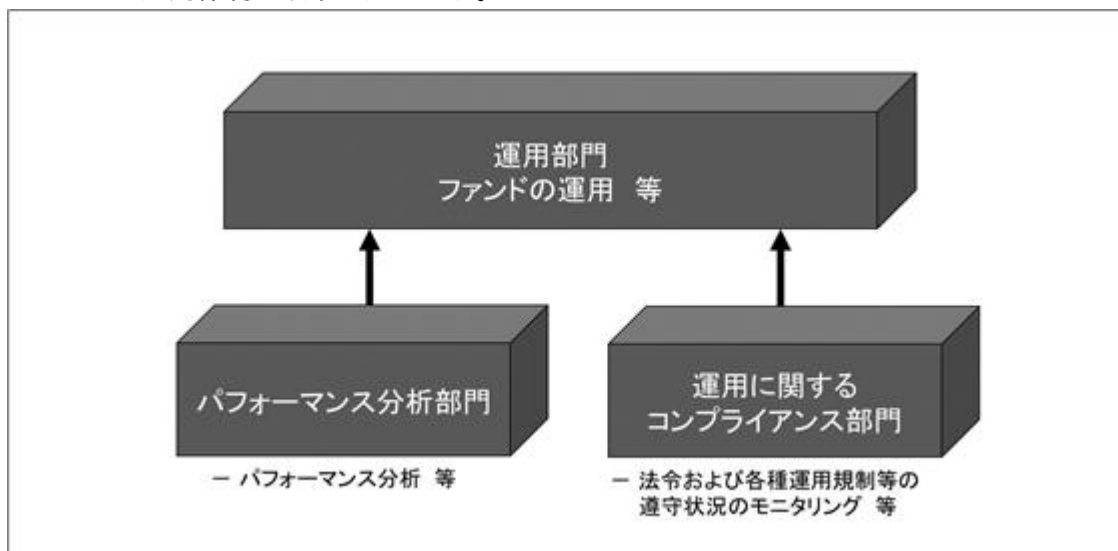 運用部門
ファンドの運用 等
パフォーマンス分析部門
－ パフォーマンス分析 等
運用に関する
コンプライアンス部門
－ 法令および各種運用規制等の
遵守状況のモニタリング 等